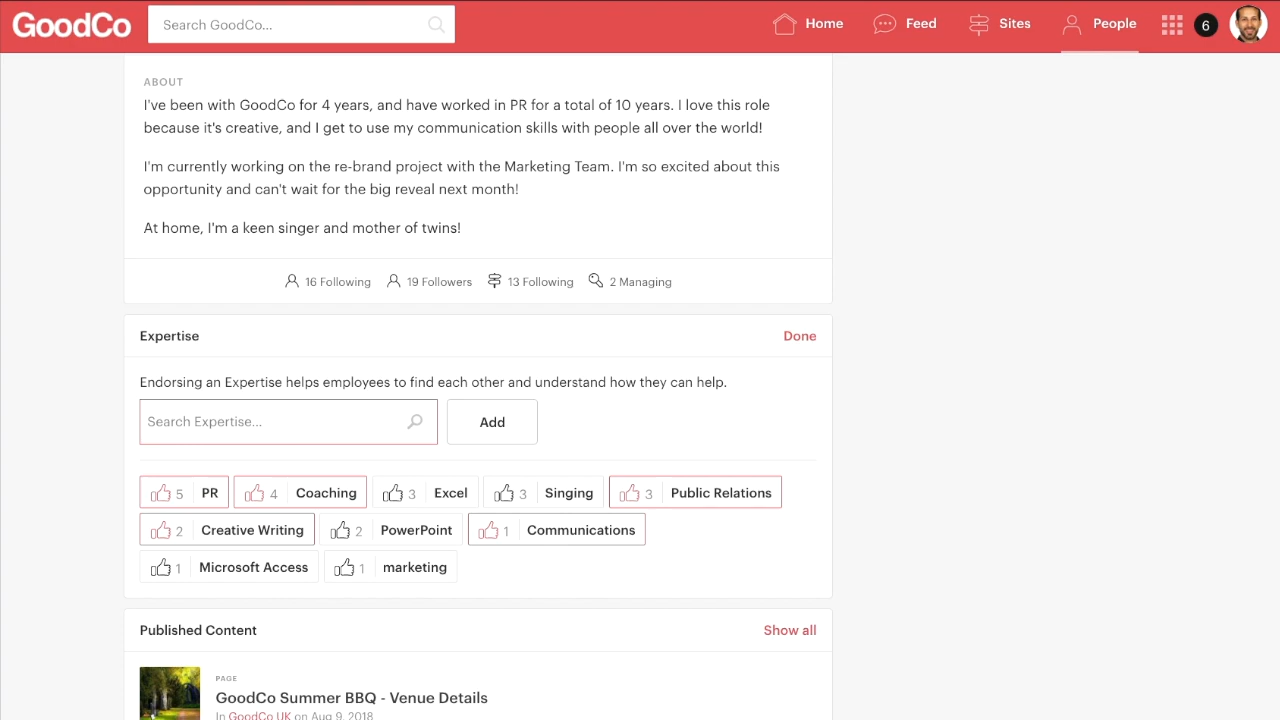 GoodCo
Search GoodCo...
Home
Feed
Sites
People
6
ABOUT
I've been with GoodCo for 4 years, and have worked in PR for a total of 10 years. I love this role
because it's creative, and I get to use my communication skills with people all over the world!
I'm currently working on the re-brand project with the Marketing Team. I'm so excited about this
opportunity and can't wait for the big reveal next month!
At home, I'm a keen singer and mother of twins!
16 Following
19 Followers
13 Following
2 Managing
Expertise
Done
Endorsing an Expertise helps employees to find each other and understand how they can help.
Search Expertise...
Add
5 PR
4 Coaching
3 Excel
3 Singing
3 Public Relations
2 Creative Writing
2 PowerPoint
1 Communications
1 Microsoft Access
1 marketing
Published Content
Show all
PAGE
GoodCo Summer BBQ - Venue Details
In GoodCo UK on Aug 9, 2018